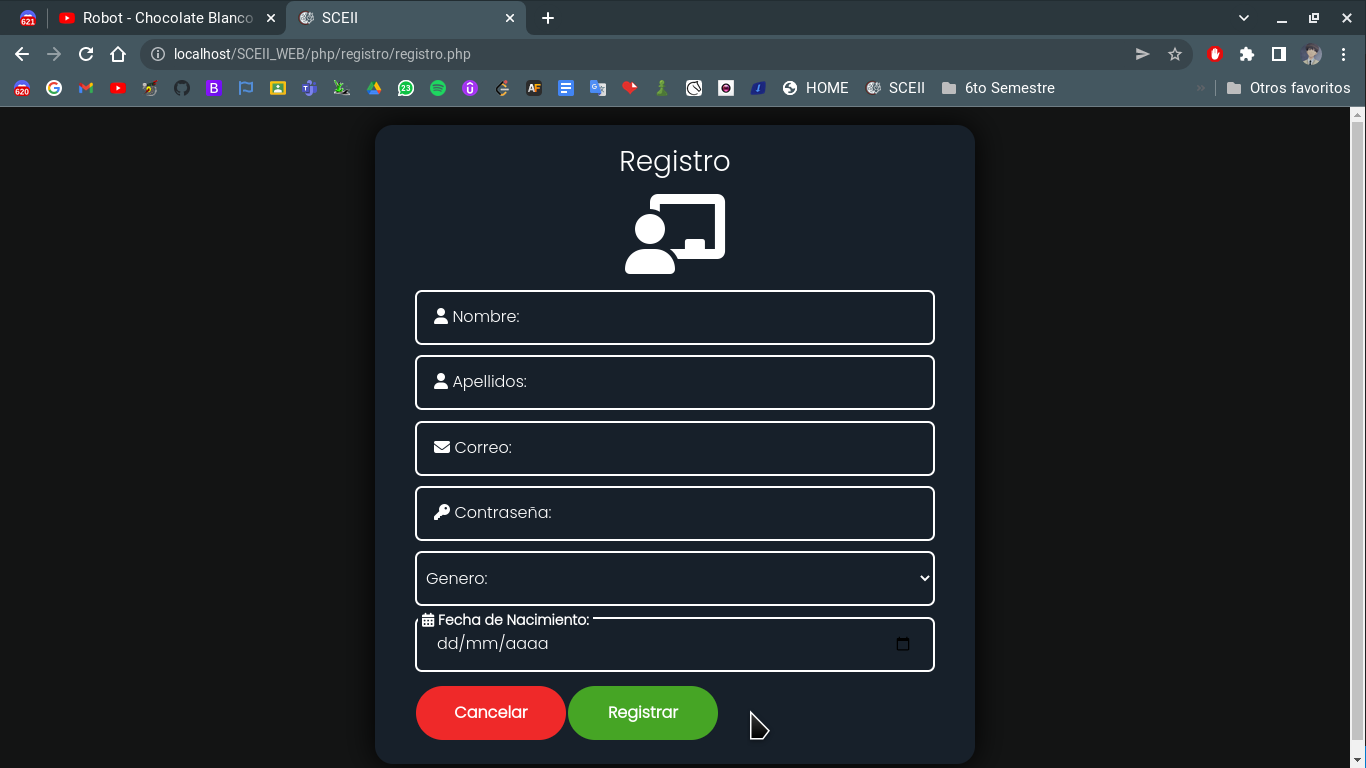 621 Robot - Chocolate Blanco SCEII
localhost/SCEII_WEB/php/registro/registro.php
620 23 AF HOME SCEII 6to Semestre Otros favoritos
Registro
Nombre:
Apellidos:
Correo:
Contraseña:
Genero:
Fecha de Nacimiento:
dd/mm/aaaa
Cancelar Registrar